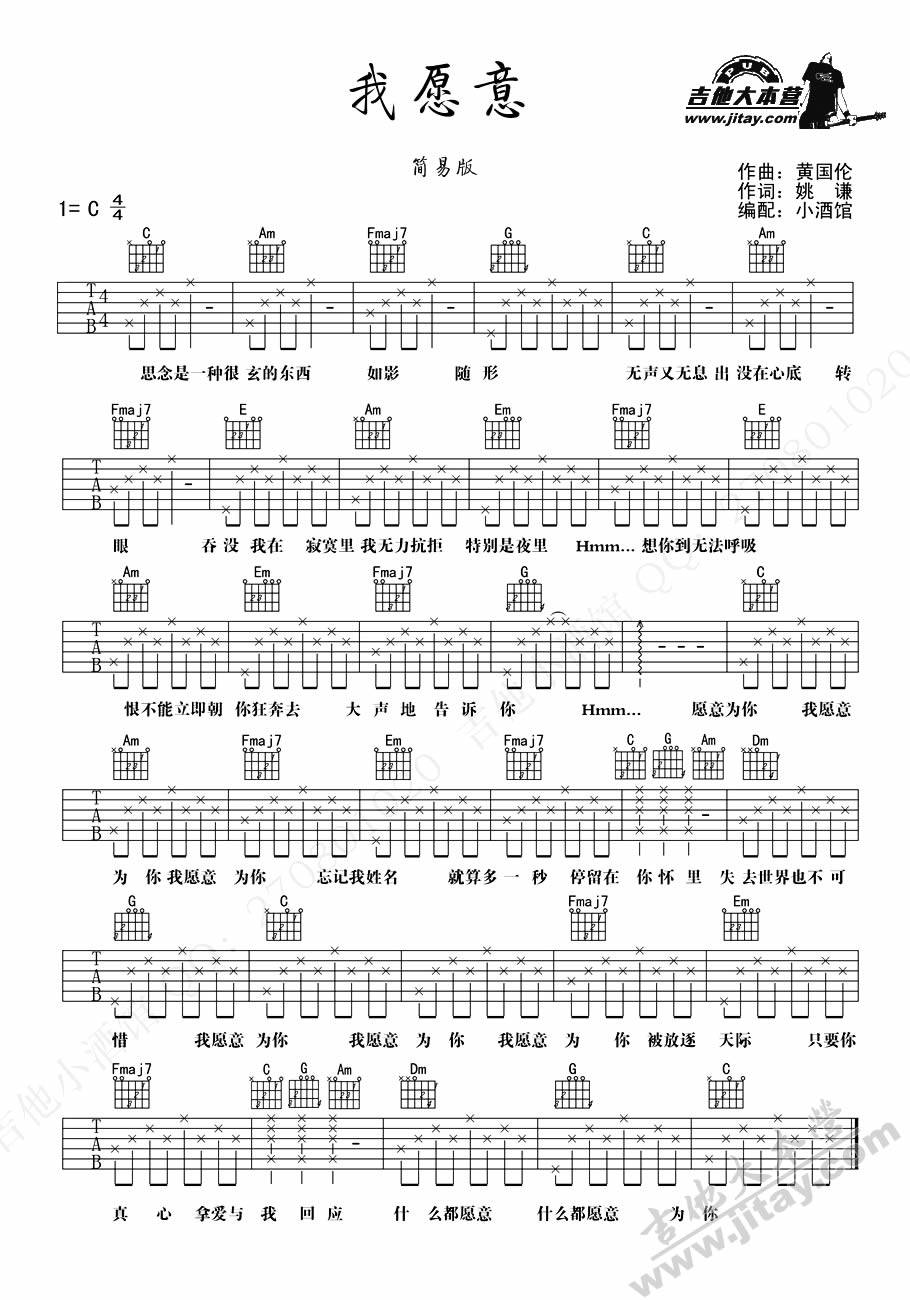 我愿意
PUB
吉他大本营
www.jitay.com
简易版
作曲：黄国伦
作词：姚 谦
编配：小酒馆
1= C 4/4
C Am Fmaj7 G C Am
T A B 4 4
思念是一种很 玄的东西 如影 随形 无声又无息 出 没在心底 转
Fmaj7 E Am Em Fmaj7 E
T A B
眼 吞没 我在 寂寞里 我无力抗拒 特别是夜里 Hmm... 想你到无法呼吸
Am Em Fmaj7 G C
T A B
恨不能立即朝 你狂奔去 大 声地 告诉 你 Hmm... 愿意为你 我愿意
Am Fmaj7 Em Fmaj7 C G Am Dm
T A B
为 你 我愿意 为你 忘记我姓名 就算多 一 秒 停留在 你 怀 里 失 去世界也不可
G C Fmaj7 Em
T A B
惜 我愿意 为你 我愿意 为 你 我愿意 为 你 被放逐 天际 只要你
Fmaj7 C G Am Dm G C
T A B
真 心 拿爱与 我 回 应 什 么都愿意 什么都愿意 为 你
吉他小酒馆 QQ：270801020 吉他小酒馆 QQ：270801020
吉他大本营
www.jitay.com